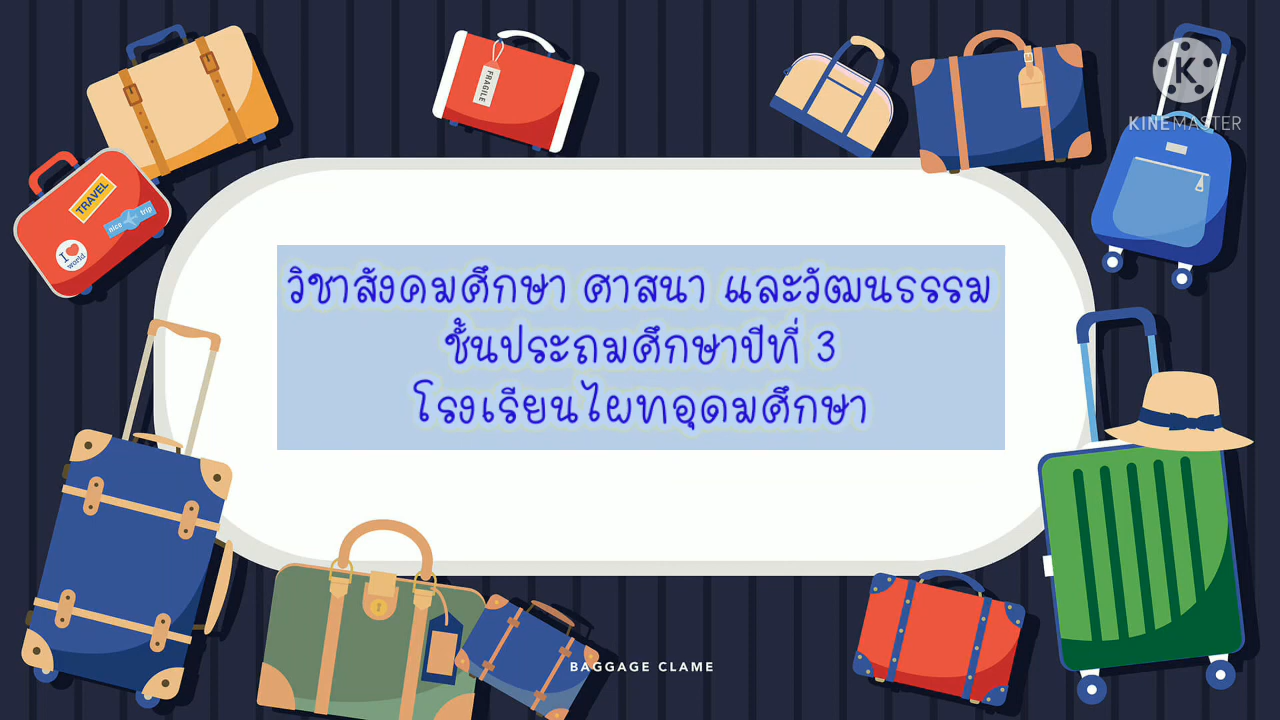 FRAGILE
K
KINEMASTER
TRAVEL
nice trip
I
world
วิชาสังคมศึกษา ศาสนา และวัฒนธรรม
ชั้นประถมศึกษาปีที่ 3
โรงเรียนไผทอุดมศึกษา
BAGGAGE CLAME